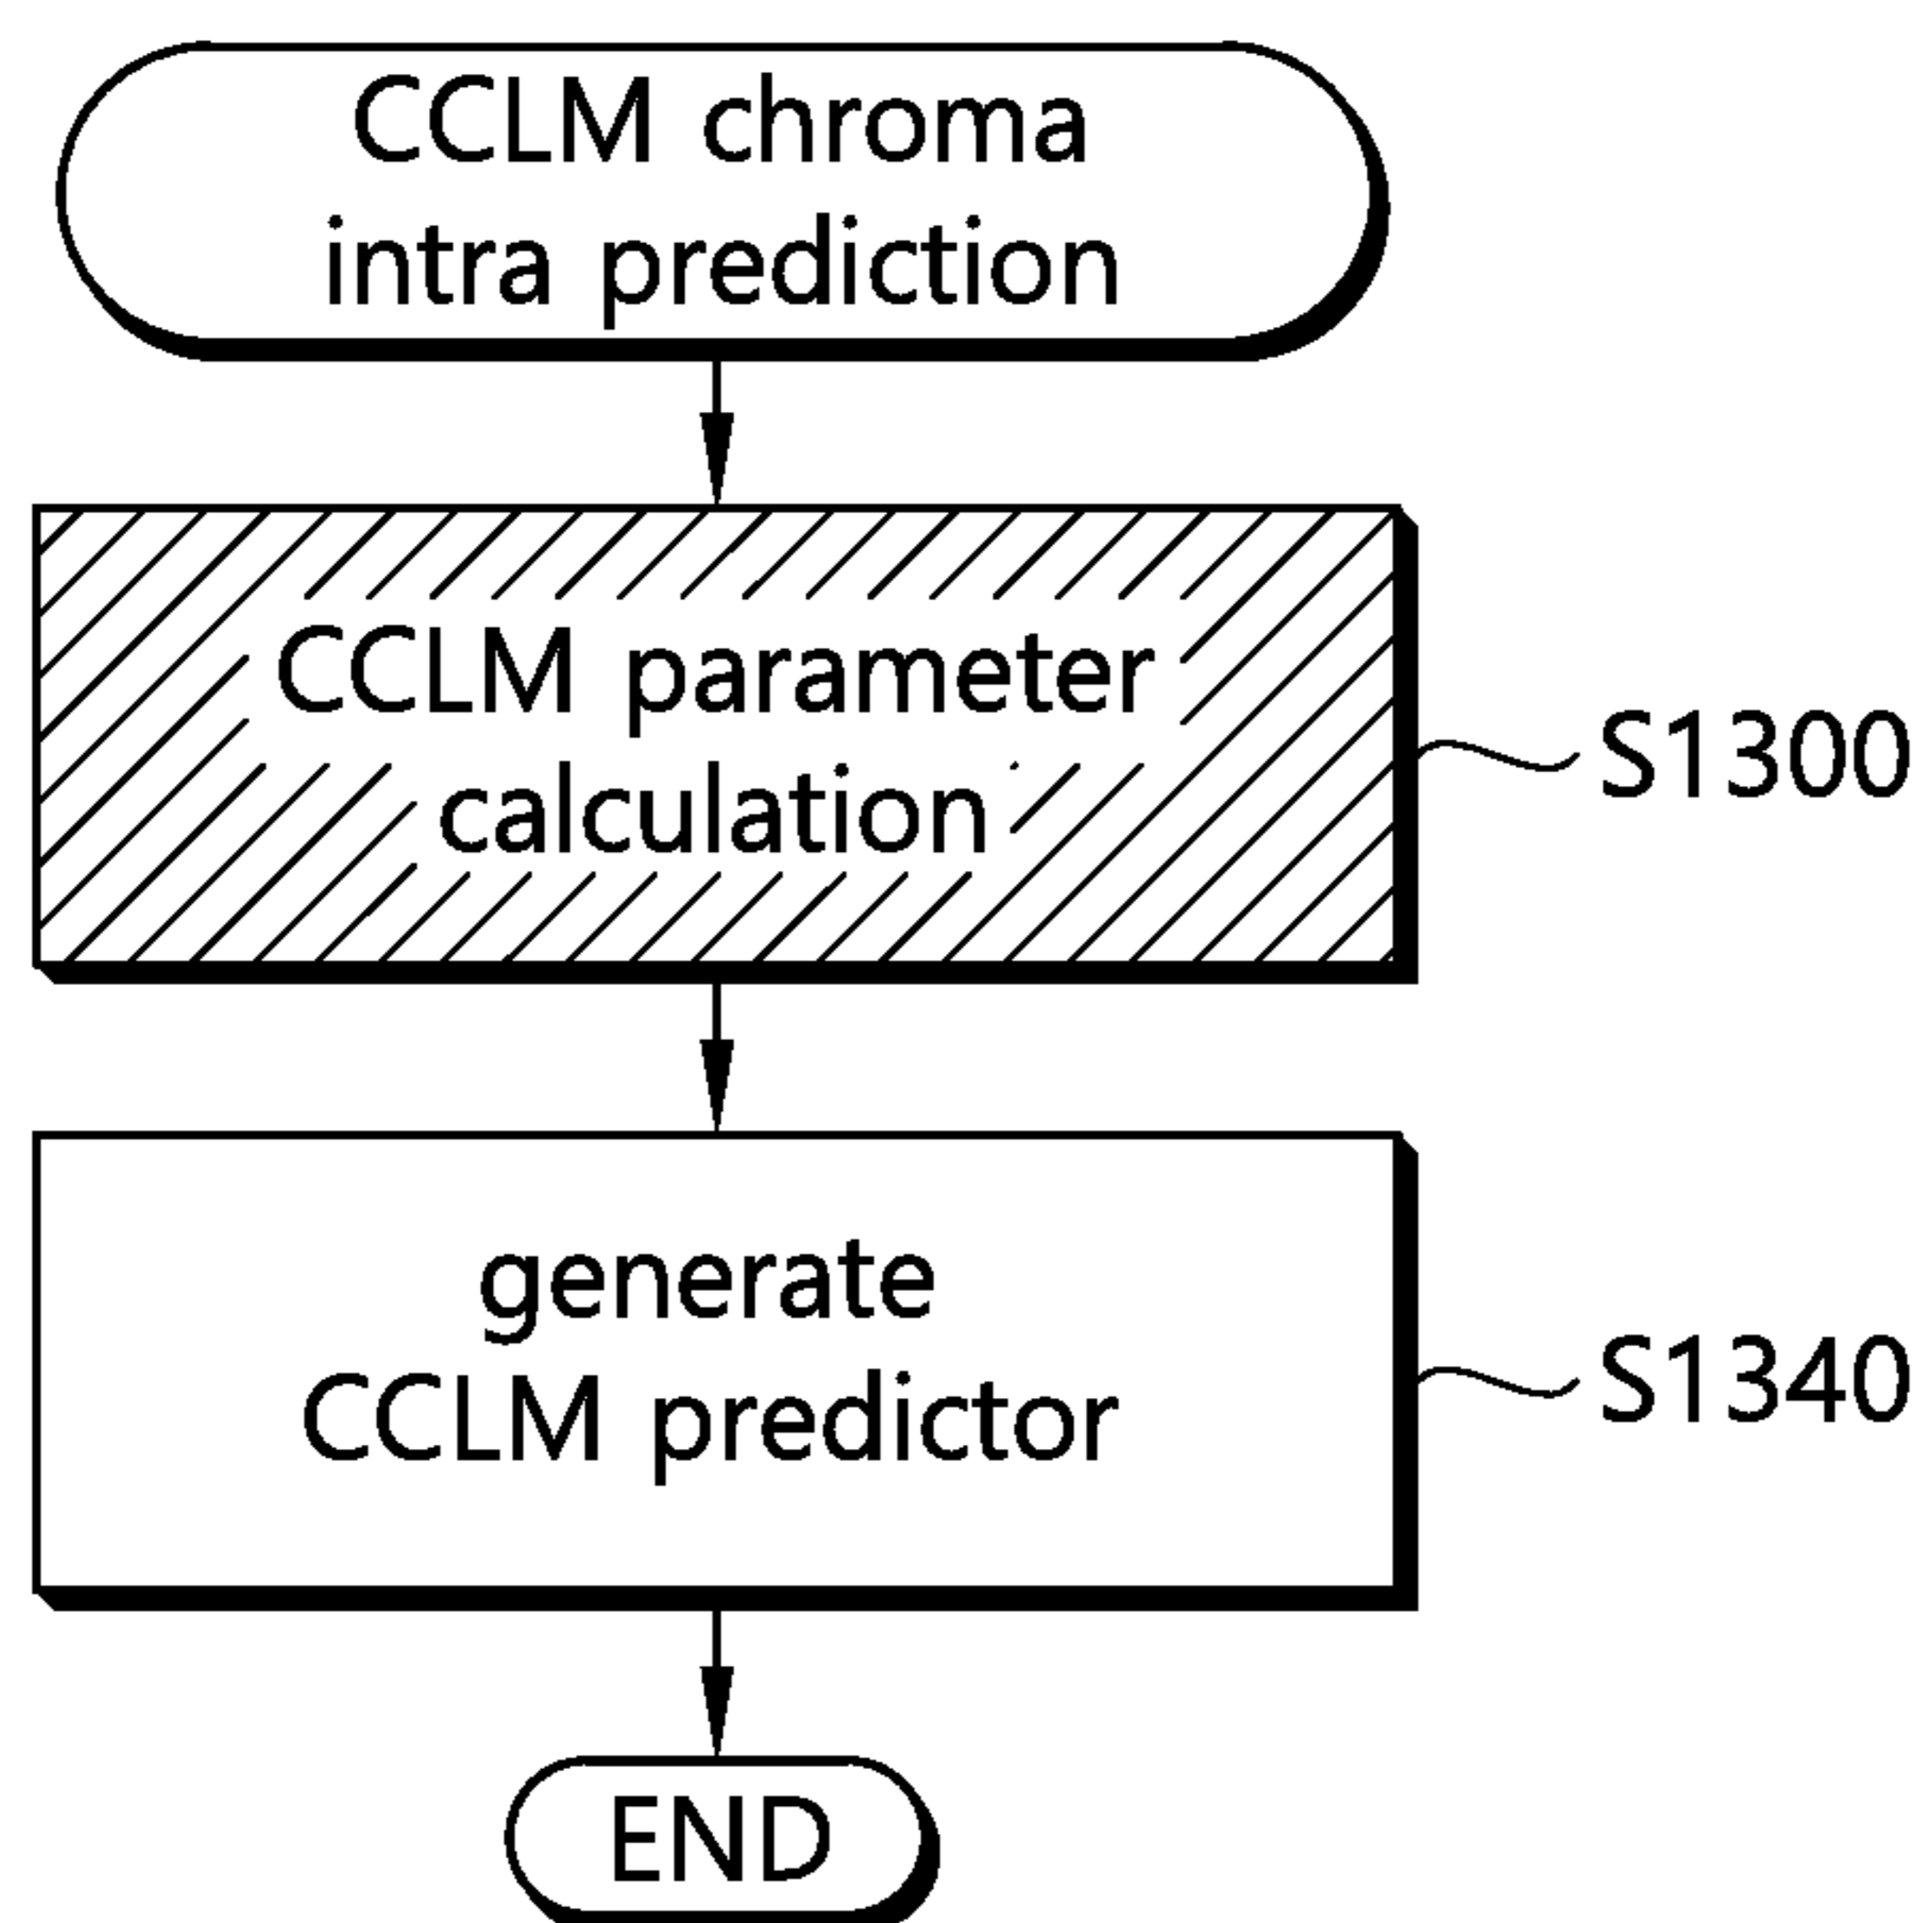 CCLM chroma
intra prediction
CCLM parameter
calculation
S1300
generate
CCLM predictor
S1340
END